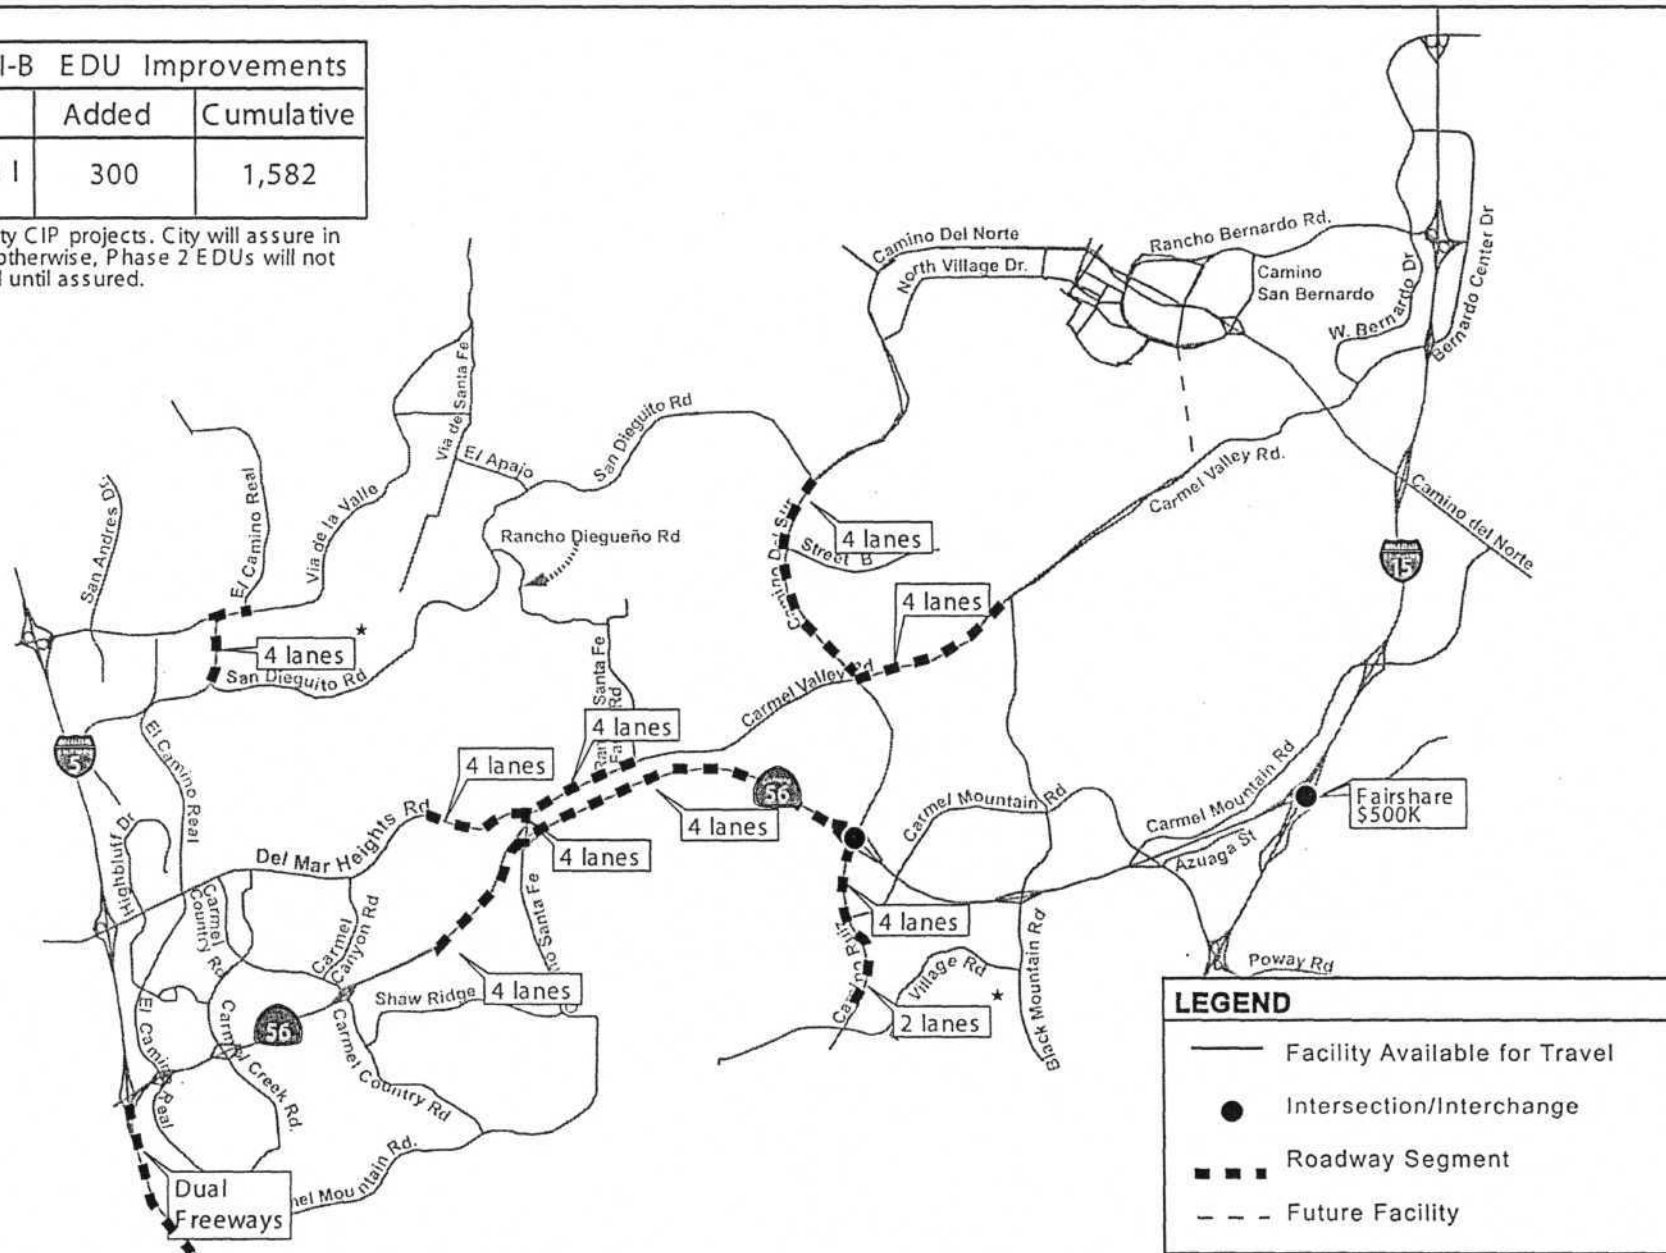 I-B EDU Improvements
Added Cumulative
I 300 1,582
ty CIP projects. City will assure in
otherwise, Phase 2 EDUs will not
until assured.
Camino Del Norte
North Village Dr.
Rancho Bernardo Rd.
Camino
San Bernardo
W. Bernardo Dr
Bernardo Center Dr
Via de Santa Fe
El Apajo
San Dieguito Rd
San Andres Dr
El Camino Real
Via de la Valle
Rancho Diegueño Rd
Camino Del Sur
4 lanes
Street B
Carmel Valley Rd.
Camino del Norte
15
4 lanes
4 lanes ★
San Dieguito Rd
Santa Fe
Rd
Carmel Valley Rd
5
El Camino Real
4 lanes
4 lanes
56
4 lanes
4 lanes
Del Mar Heights Rd
Highbluff Dr
Carmel Mountain Rd
Carmel Mountain Rd
Azuaga St
Fairshare
$500K
Carmel
Country Rd
Carmel
Canyon Rd
Santa Fe
4 lanes
Village Rd
★
Black Mountain Rd
Poway Rd
4 lanes
Shaw Ridge
2 lanes
56
El Camino Real
Carmel Creek Rd.
Carmel Country Rd
Mountain Rd.
Dual
Freeways
LEGEND
Facility Available for Travel
Intersection/Interchange
Roadway Segment
Future Facility